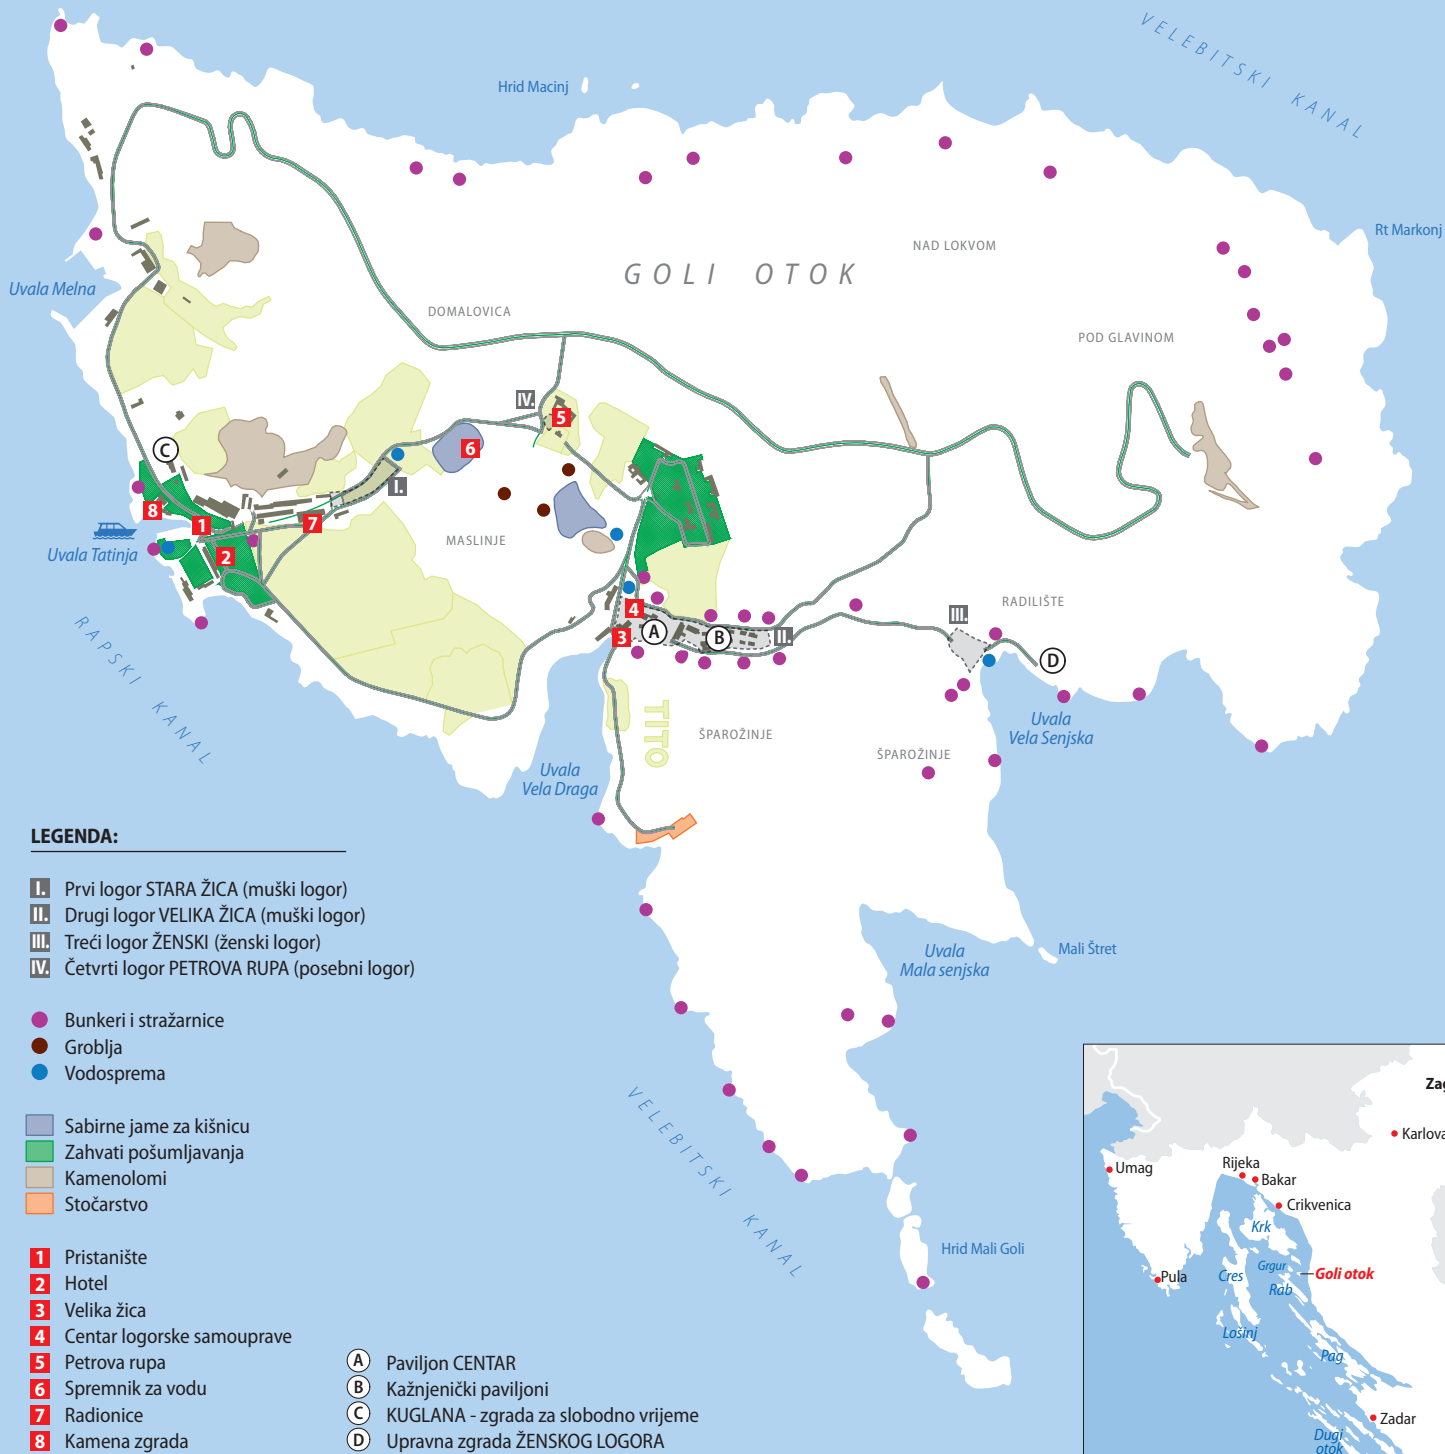 VELEBITSKI KANAL
Hrid Macinj
Rt Markonj
NAD LOKVOM
GOLI OTOK
Uvala Melna
DOMALOVICA
POD GLAVINOM
IV.
5
C
6
I.
8
1
7
2
Uvala Tatinja
MASLINJE
RADILIŠTE
4
3
A
B
II.
III.
D
RAPSKI KANAL
TITO
ŠPAROŽINJE
ŠPAROŽINJE
Uvala
Vela Senjska
Uvala
Vela Draga
Uvala
Mala senjska
Mali Štret
VELEBITSKI KANAL
Hrid Mali Goli
LEGENDA:
I. Prvi logor STARA ŽICA (muški logor)
II. Drugi logor VELIKA ŽICA (muški logor)
III. Treći logor ŽENSKI (ženski logor)
IV. Četvrti logor PETROVA RUPA (posebni logor)
Bunkeri i stražarnice
Groblja
Vodosprema
Sabirne jame za kišnicu
Zahvati pošumljavanja
Kamenolomi
Stočarstvo
1 Pristanište
2 Hotel
3 Velika žica
4 Centar logorske samouprave
5 Petrova rupa
6 Spremnik za vodu
7 Radionice
8 Kamena zgrada
A Paviljon CENTAR
B Kažnjenički paviljoni
C KUGLANA - zgrada za slobodno vrijeme
D Upravna zgrada ŽENSKOG LOGORA
Zag
Karlova
Umag
Rijeka
Bakar
Crikvenica
Krk
Pula
Cres
Grgur
Goli otok
Rab
Lošinj
Pag
Zadar
Dugi
otok